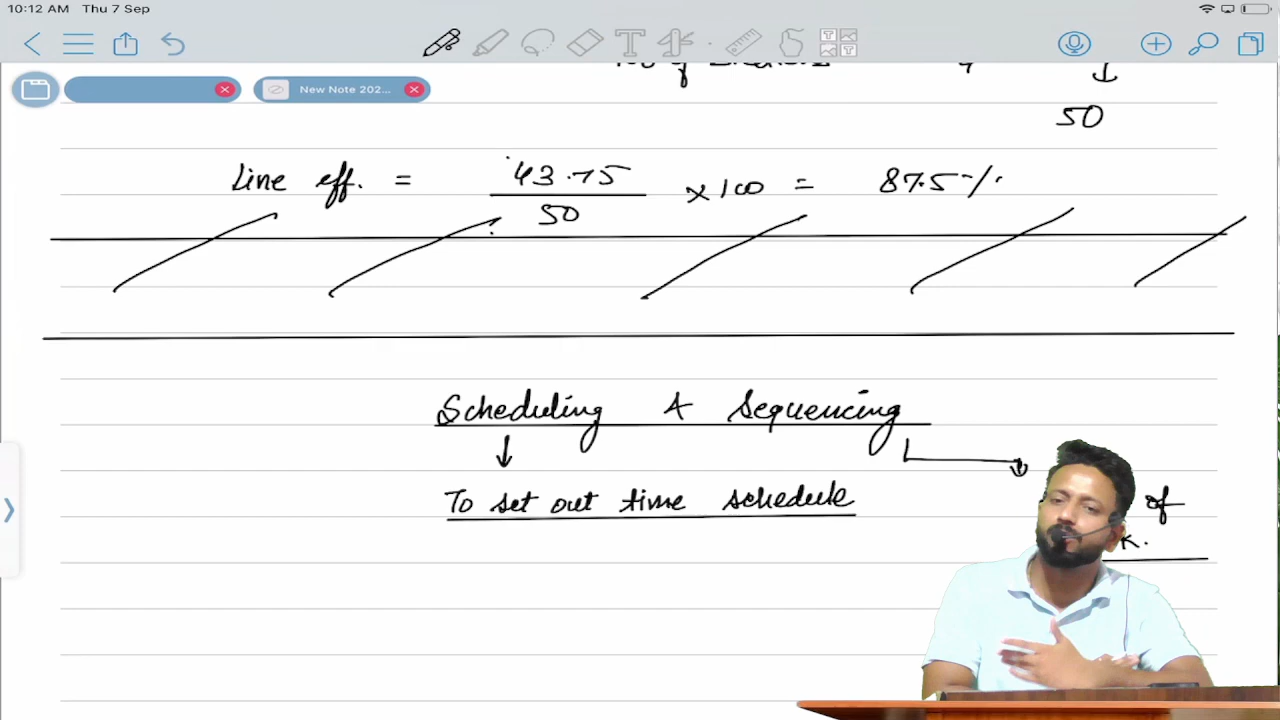 10:12 AM Thu 7 Sep
New Note 202...
50
Line eff. = 43.75 / 50 × 100 = 87.5 %
Scheduling & Sequencing
To set out time schedule
of
K.